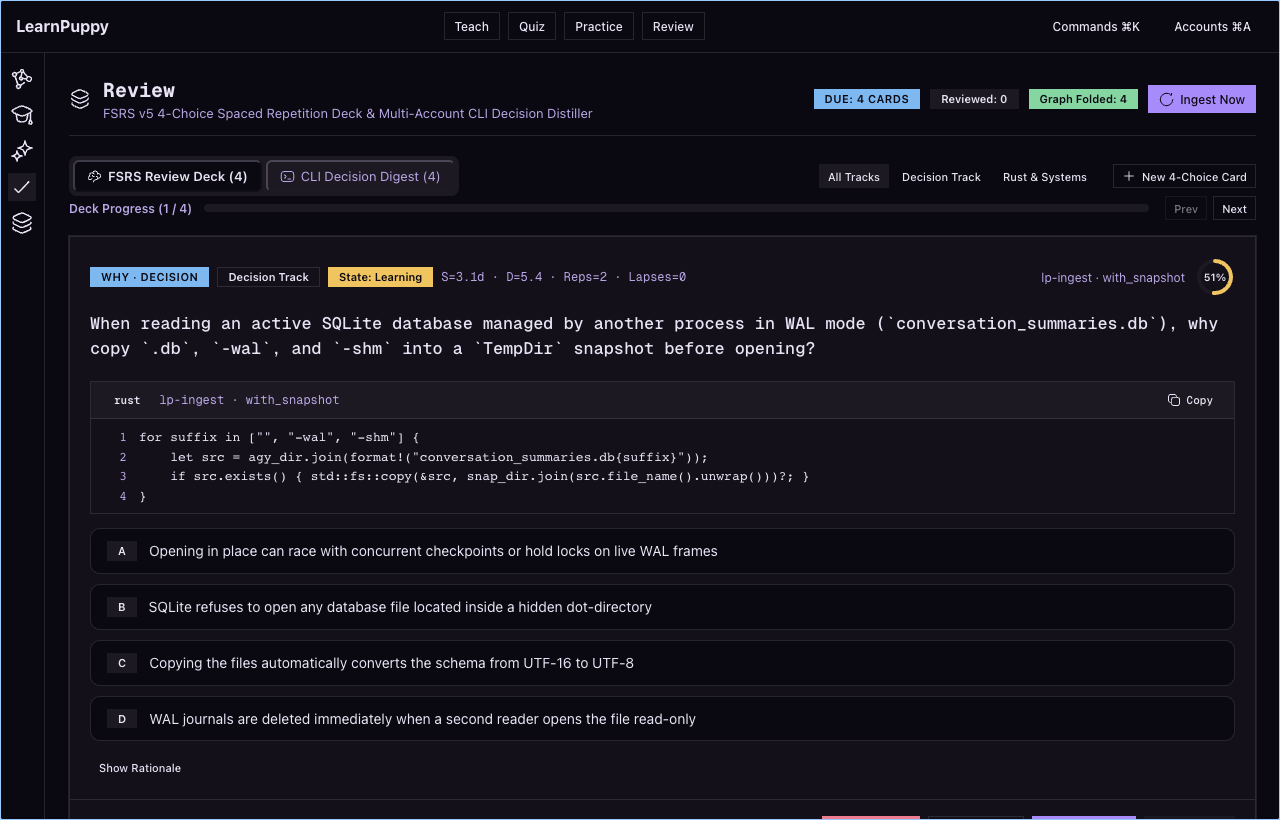 LearnPuppy
Teach
Quiz
Practice
Review
Commands ⌘K
Accounts ⌘A
Review
FSRS v5 4-Choice Spaced Repetition Deck & Multi-Account CLI Decision Distiller
DUE: 4 CARDS
Reviewed: 0
Graph Folded: 4
Ingest Now
FSRS Review Deck (4)
CLI Decision Digest (4)
All Tracks
Decision Track
Rust & Systems
New 4-Choice Card
Deck Progress (1 / 4)
Prev
Next
WHY · DECISION
Decision Track
State: Learning
S=3.1d · D=5.4 · Reps=2 · Lapses=0
lp-ingest · with_snapshot
51%
When reading an active SQLite database managed by another process in WAL mode (`conversation_summaries.db`), why
copy `.db`, `-wal`, and `-shm` into a `TempDir` snapshot before opening?
rust
lp-ingest · with_snapshot
Copy
1 for suffix in ["", "-wal", "-shm"] {
2     let src = agy_dir.join(format!("conversation_summaries.db{suffix}"));
3     if src.exists() { std::fs::copy(&src, snap_dir.join(src.file_name().unwrap()))?; }
4 }
A Opening in place can race with concurrent checkpoints or hold locks on live WAL frames
B SQLite refuses to open any database file located inside a hidden dot-directory
C Copying the files automatically converts the schema from UTF-16 to UTF-8
D WAL journals are deleted immediately when a second reader opens the file read-only
Show Rationale